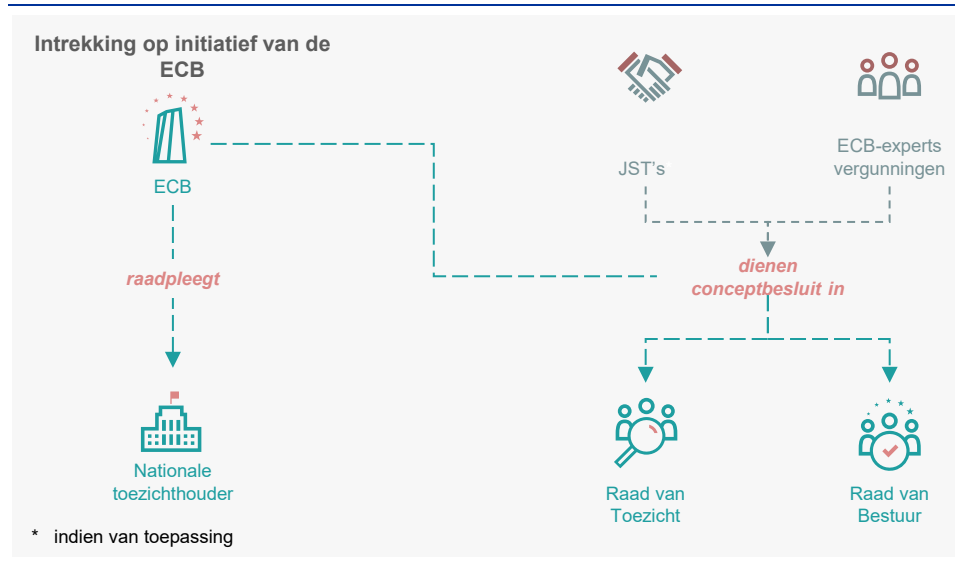 Intrekking op initiatief van de
ECB
ECB
JST's
ECB-experts
vergunningen
raadpleegt
dienen
conceptbesluit in
Nationale
toezichthouder
Raad van
Toezicht
Raad van
Bestuur
* indien van toepassing